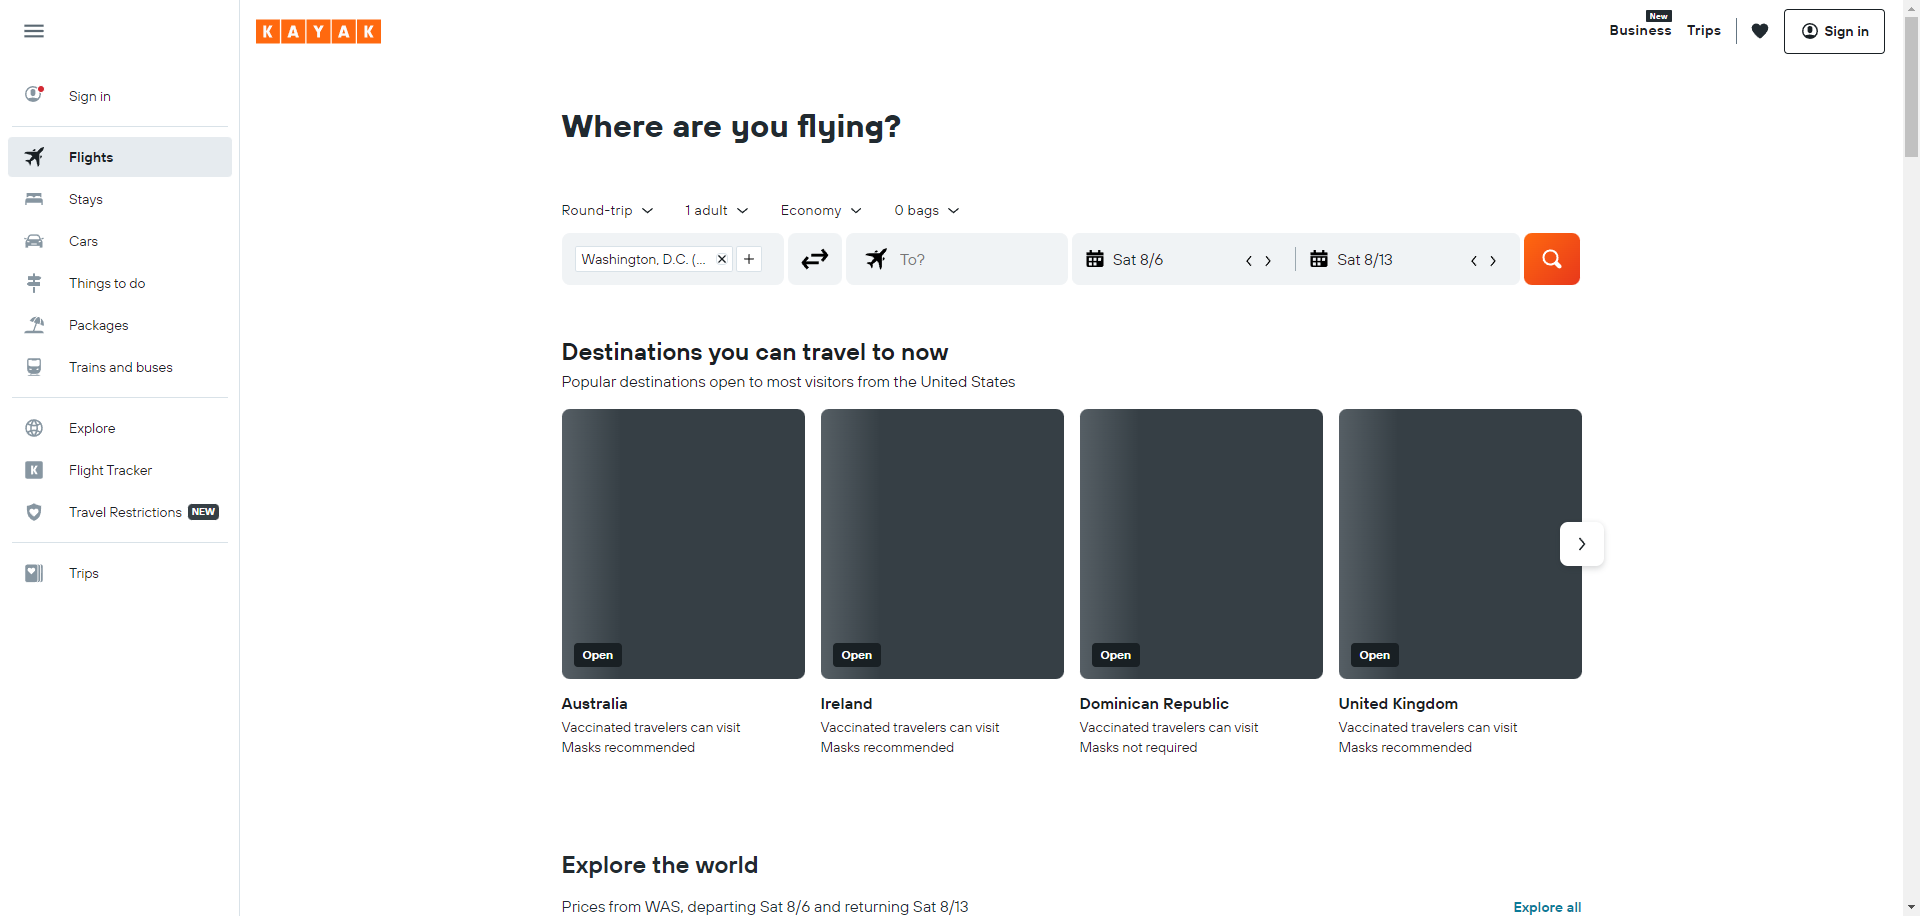 KAYAK
New
Business
Trips
Sign in
Sign in
Flights
Stays
Cars
Things to do
Packages
Trains and buses
Explore
K
Flight Tracker
Travel Restrictions NEW
Trips
Where are you flying?
Round-trip
1 adult
Economy
0 bags
Washington, D.C. (...
To?
Sat 8/6
Sat 8/13
Destinations you can travel to now
Popular destinations open to most visitors from the United States
Open
Open
Open
Open
Australia
Vaccinated travelers can visit
Masks recommended
Ireland
Vaccinated travelers can visit
Masks recommended
Dominican Republic
Vaccinated travelers can visit
Masks not required
United Kingdom
Vaccinated travelers can visit
Masks recommended
Explore the world
Prices from WAS, departing Sat 8/6 and returning Sat 8/13
Explore all